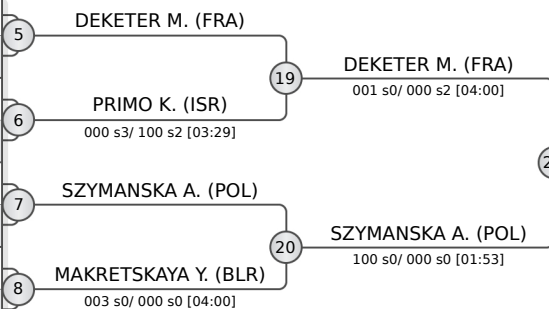 DEKETER M. (FRA)
5
19
DEKETER M. (FRA)
001 s0/ 000 s2 [04:00]
PRIMO K. (ISR)
6
000 s3/ 100 s2 [03:29]
SZYMANSKA A. (POL)
7
20
SZYMANSKA A. (POL)
100 s0/ 000 s0 [01:53]
MAKRETSKAYA Y. (BLR)
8
003 s0/ 000 s0 [04:00]